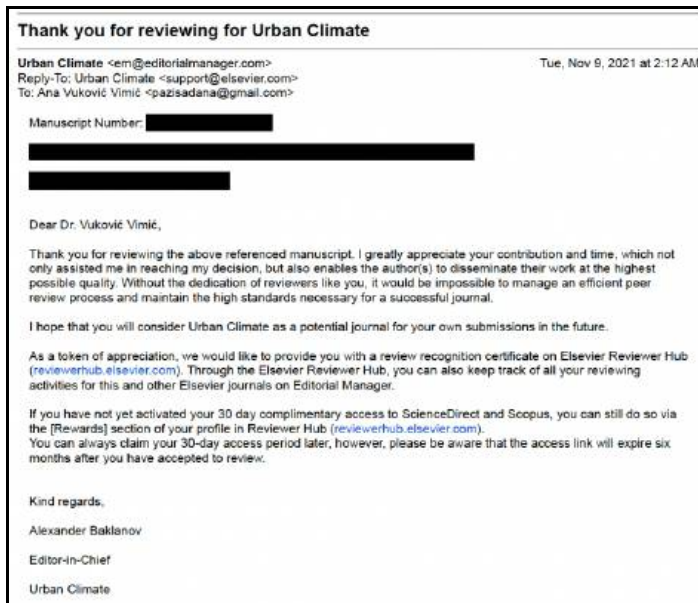 Thank you for reviewing for Urban Climate
Urban Climate <em@editorialmanager.com> Tue, Nov 9, 2021 at 2:12 AM
Reply-To: Urban Climate <support@elsevier.com>
To: Ana Vuković Vimić <pazisadana@gmail.com>
Manuscript Number:
Dear Dr. Vuković Vimić,
Thank you for reviewing the above referenced manuscript. I greatly appreciate your contribution and time, which not
only assisted me in reaching my decision, but also enables the author(s) to disseminate their work at the highest
possible quality. Without the dedication of reviewers like you, it would be impossible to manage an efficient peer
review process and maintain the high standards necessary for a successful journal.
I hope that you will consider Urban Climate as a potential journal for your own submissions in the future.
As a token of appreciation, we would like to provide you with a review recognition certificate on Elsevier Reviewer Hub
(reviewerhub.elsevier.com). Through the Elsevier Reviewer Hub, you can also keep track of all your reviewing
activities for this and other Elsevier journals on Editorial Manager.
If you have not yet activated your 30 day complimentary access to ScienceDirect and Scopus, you can still do so via
the [Rewards] section of your profile in Reviewer Hub (reviewerhub.elsevier.com).
You can always claim your 30-day access period later, however, please be aware that the access link will expire six
months after you have accepted to review.
Kind regards,
Alexander Baklanov
Editor-in-Chief
Urban Climate